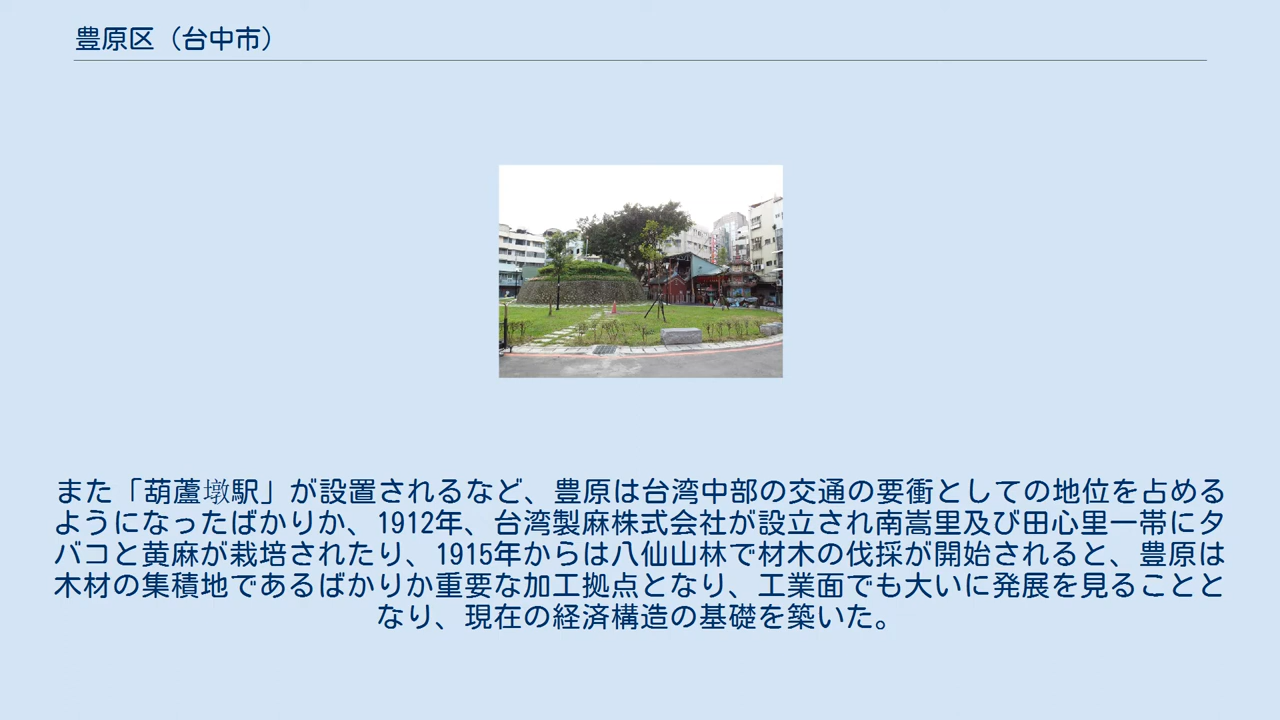 豊原区（台中市）
また「葫蘆墩駅」が設置されるなど、豊原は台湾中部の交通の要衝としての地位を占める
ようになったばかりか、1912年、台湾製麻株式会社が設立され南嵩里及び田心里一帯にタ
バコと黄麻が栽培されたり、1915年からは八仙山林で材木の伐採が開始されると、豊原は
木材の集積地であるばかりか重要な加工拠点となり、工業面でも大いに発展を見ることと
なり、現在の経済構造の基礎を築いた。